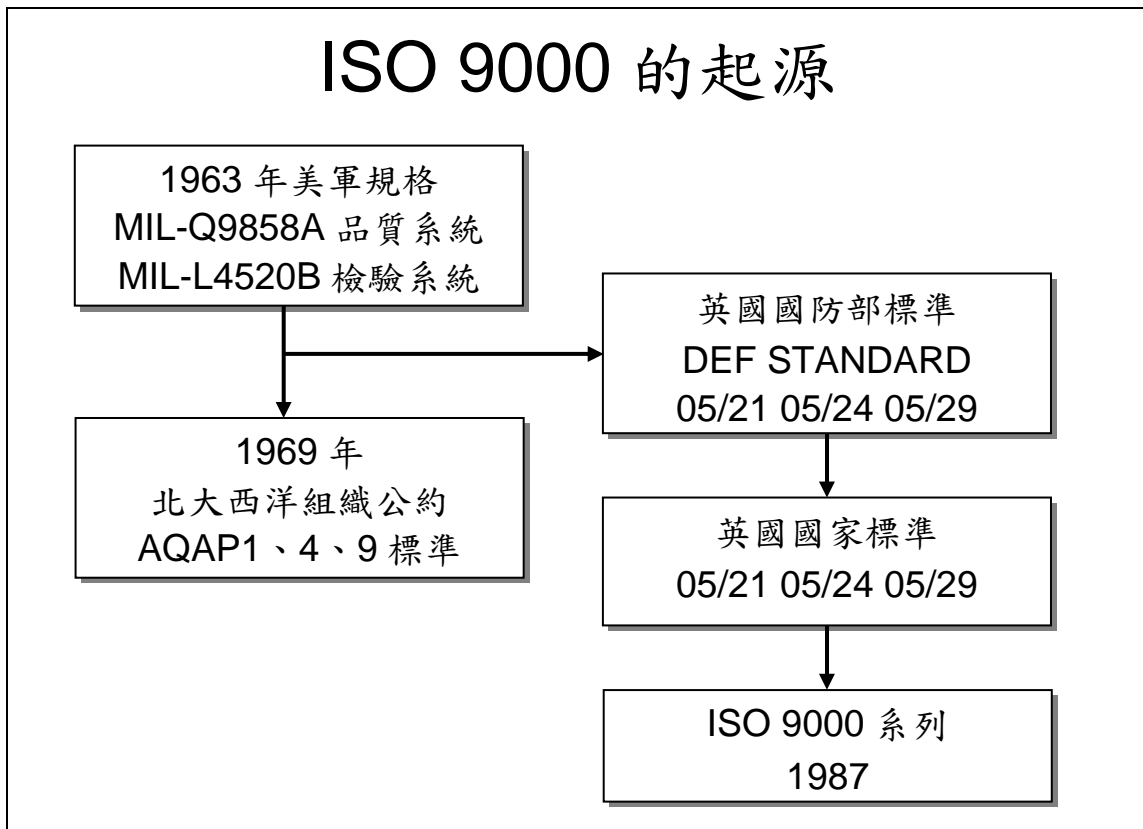 ISO 9000 的起源
1963 年美軍規格
MIL-Q9858A 品質系統
MIL-L4520B 檢驗系統
英國國防部標準
DEF STANDARD
05/21 05/24 05/29
1969 年
北大西洋組織公約
AQAP1、4、9 標準
英國國家標準
05/21 05/24 05/29
ISO 9000 系列
1987